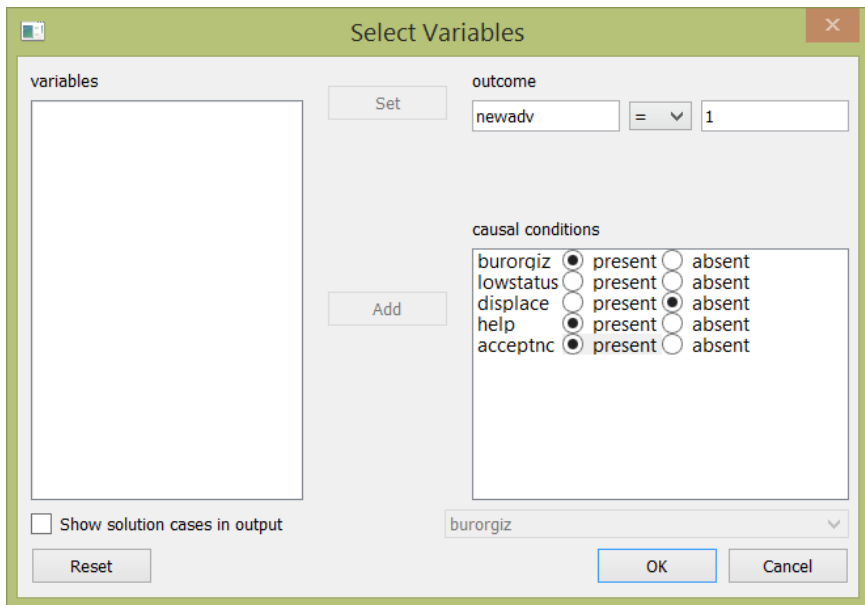 Select Variables
variables
Set
outcome
newadv = 1
causal conditions
burorgiz present absent
lowstatus present absent
displace present absent
help present absent
acceptnc present absent
Add
Show solution cases in output
burorgiz
Reset
OK
Cancel